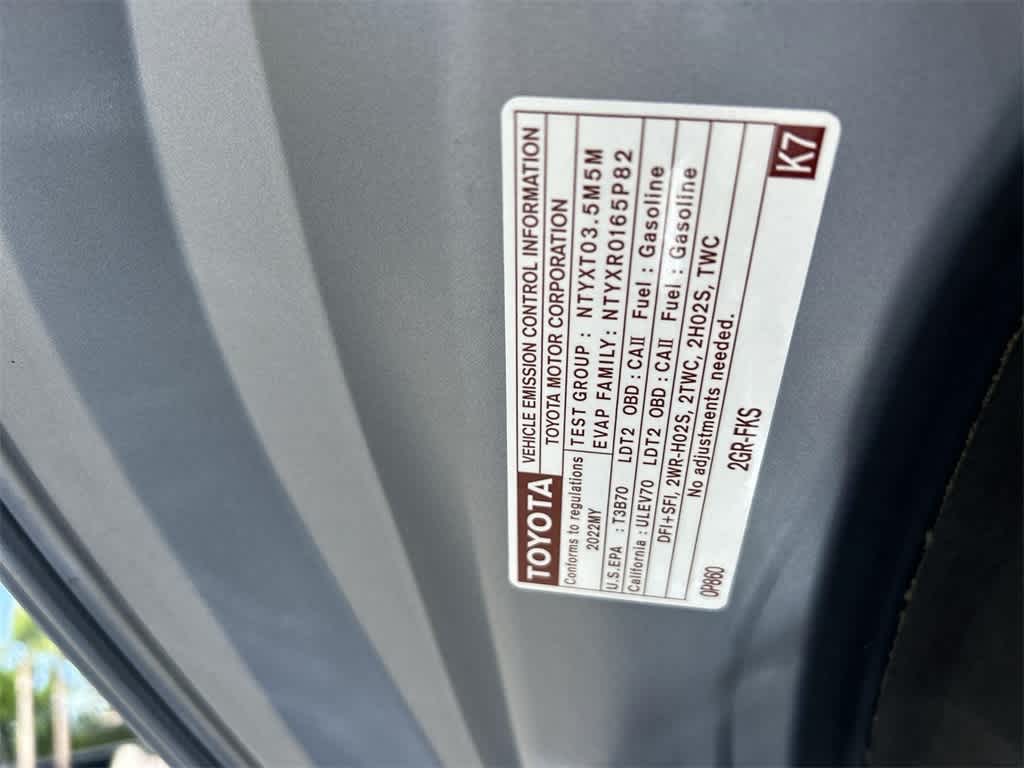 TOYOTA VEHICLE EMISSION CONTROL INFORMATION
TOYOTA MOTOR CORPORATION
Conforms to regulations
2022MY
TEST GROUP : NTYXT03.5M5M
EVAP FAMILY: NTYXR0165P82
U.S.EPA : T3B70 LDT2 OBD : CAII Fuel : Gasoline
California : ULEV70 LDT2 OBD : CAII Fuel : Gasoline
DFI+SFI, 2WR-HO2S, 2TWC, 2HO2S, TWC
No adjustments needed.
2GR-FKS
0P860
K7